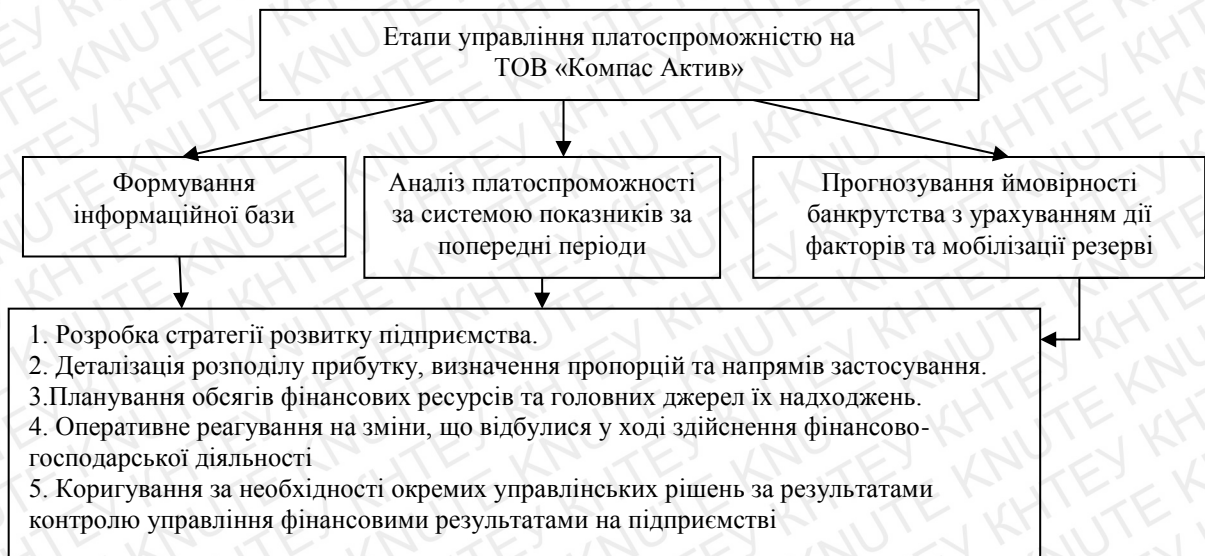 Етапи управління платоспроможністю на
ТОВ «Компас Актив»
Формування
інформаційної бази
Аналіз платоспроможності
за системою показників за
попередні періоди
Прогнозування ймовірності
банкрутства з урахуванням дії
факторів та мобілізації резерві
1. Розробка стратегії розвитку підприємства.
2. Деталізація розподілу прибутку, визначення пропорцій та напрямів застосування.
3.Планування обсягів фінансових ресурсів та головних джерел їх надходжень.
4. Оперативне реагування на зміни, що відбулися у ході здійснення фінансово-
господарської діяльності
5. Коригування за необхідності окремих управлінських рішень за результатами
контролю управління фінансовими результатами на підприємстві